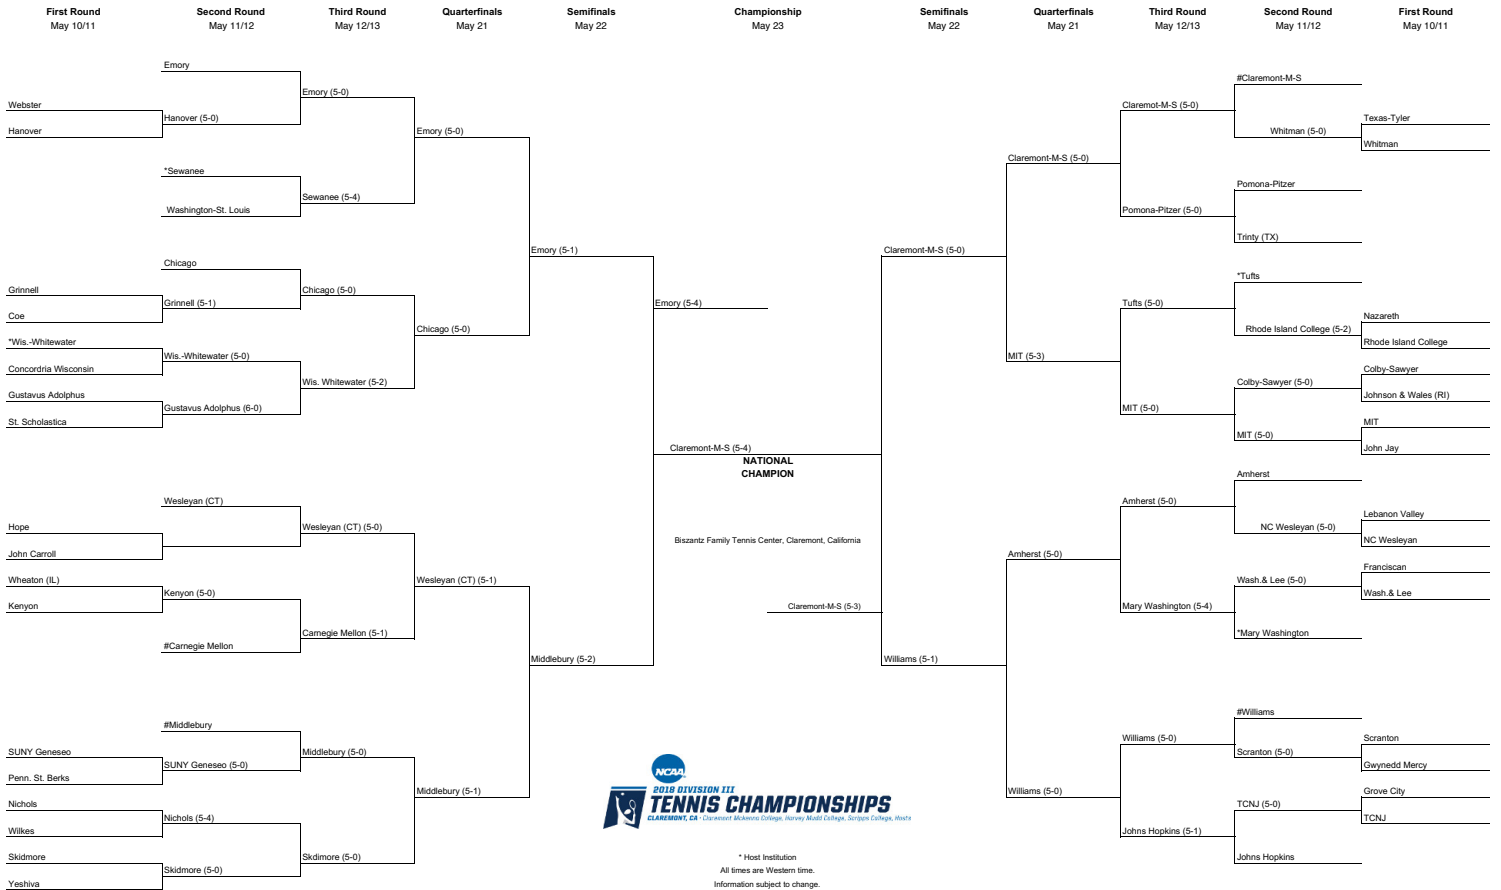 First Round
May 10/11
Second Round
May 11/12
Third Round
May 12/13
Quarterfinals
May 21
Semifinals
May 22
Championship
May 23
Semifinals
May 22
Quarterfinals
May 21
Third Round
May 12/13
Second Round
May 11/12
First Round
May 10/11
Webster
Hanover
Grinnell
Coe
*Wis.-Whitewater
Concordria Wisconsin
Gustavus Adolphus
St. Scholastica
Hope
John Carroll
Wheaton (IL)
Kenyon
SUNY Geneseo
Penn. St. Berks
Nichols
Wilkes
Skidmore
Yeshiva
Emory
Hanover (5-0)
*Sewanee
Washington-St. Louis
Chicago
Grinnell (5-1)
Wis.-Whitewater (5-0)
Gustavus Adolphus (6-0)
Wesleyan (CT)
Kenyon (5-0)
#Carnegie Mellon
#Middlebury
SUNY Geneseo (5-0)
Nichols (5-4)
Skidmore (5-0)
Emory (5-0)
Sewanee (5-4)
Chicago (5-0)
Wis. Whitewater (5-2)
Wesleyan (CT) (5-0)
Carnegie Mellon (5-1)
Middlebury (5-0)
Skdimore (5-0)
Emory (5-0)
Chicago (5-0)
Wesleyan (CT) (5-1)
Middlebury (5-1)
Emory (5-1)
Middlebury (5-2)
Emory (5-4)
Claremont-M-S (5-4)
NATIONAL
CHAMPION
Biszantz Family Tennis Center, Claremont, California
Claremont-M-S (5-3)
NCAA
2018 DIVISION III
TENNIS CHAMPIONSHIPS
CLAREMONT, CA - Claremont McKenna College, Harvey Mudd College, Scripps College, Hosts
* Host Institution
All times are Western time.
Information subject to change.
Claremont-M-S (5-0)
Williams (5-1)
Claremont-M-S (5-0)
MIT (5-3)
Amherst (5-0)
Williams (5-0)
Claremot-M-S (5-0)
Pomona-Pitzer (5-0)
Tufts (5-0)
MIT (5-0)
Amherst (5-0)
Mary Washington (5-4)
Williams (5-0)
Johns Hopkins (5-1)
#Claremont-M-S
Whitman (5-0)
Pomona-Pitzer
Trinty (TX)
*Tufts
Rhode Island College (5-2)
Colby-Sawyer (5-0)
MIT (5-0)
Amherst
NC Wesleyan (5-0)
Wash.& Lee (5-0)
*Mary Washington
#Williams
Scranton (5-0)
TCNJ (5-0)
Johns Hopkins
Texas-Tyler
Whitman
Nazareth
Rhode Island College
Colby-Sawyer
Johnson & Wales (RI)
MIT
John Jay
Lebanon Valley
NC Wesleyan
Franciscan
Wash.& Lee
Scranton
Gwynedd Mercy
Grove City
TCNJ